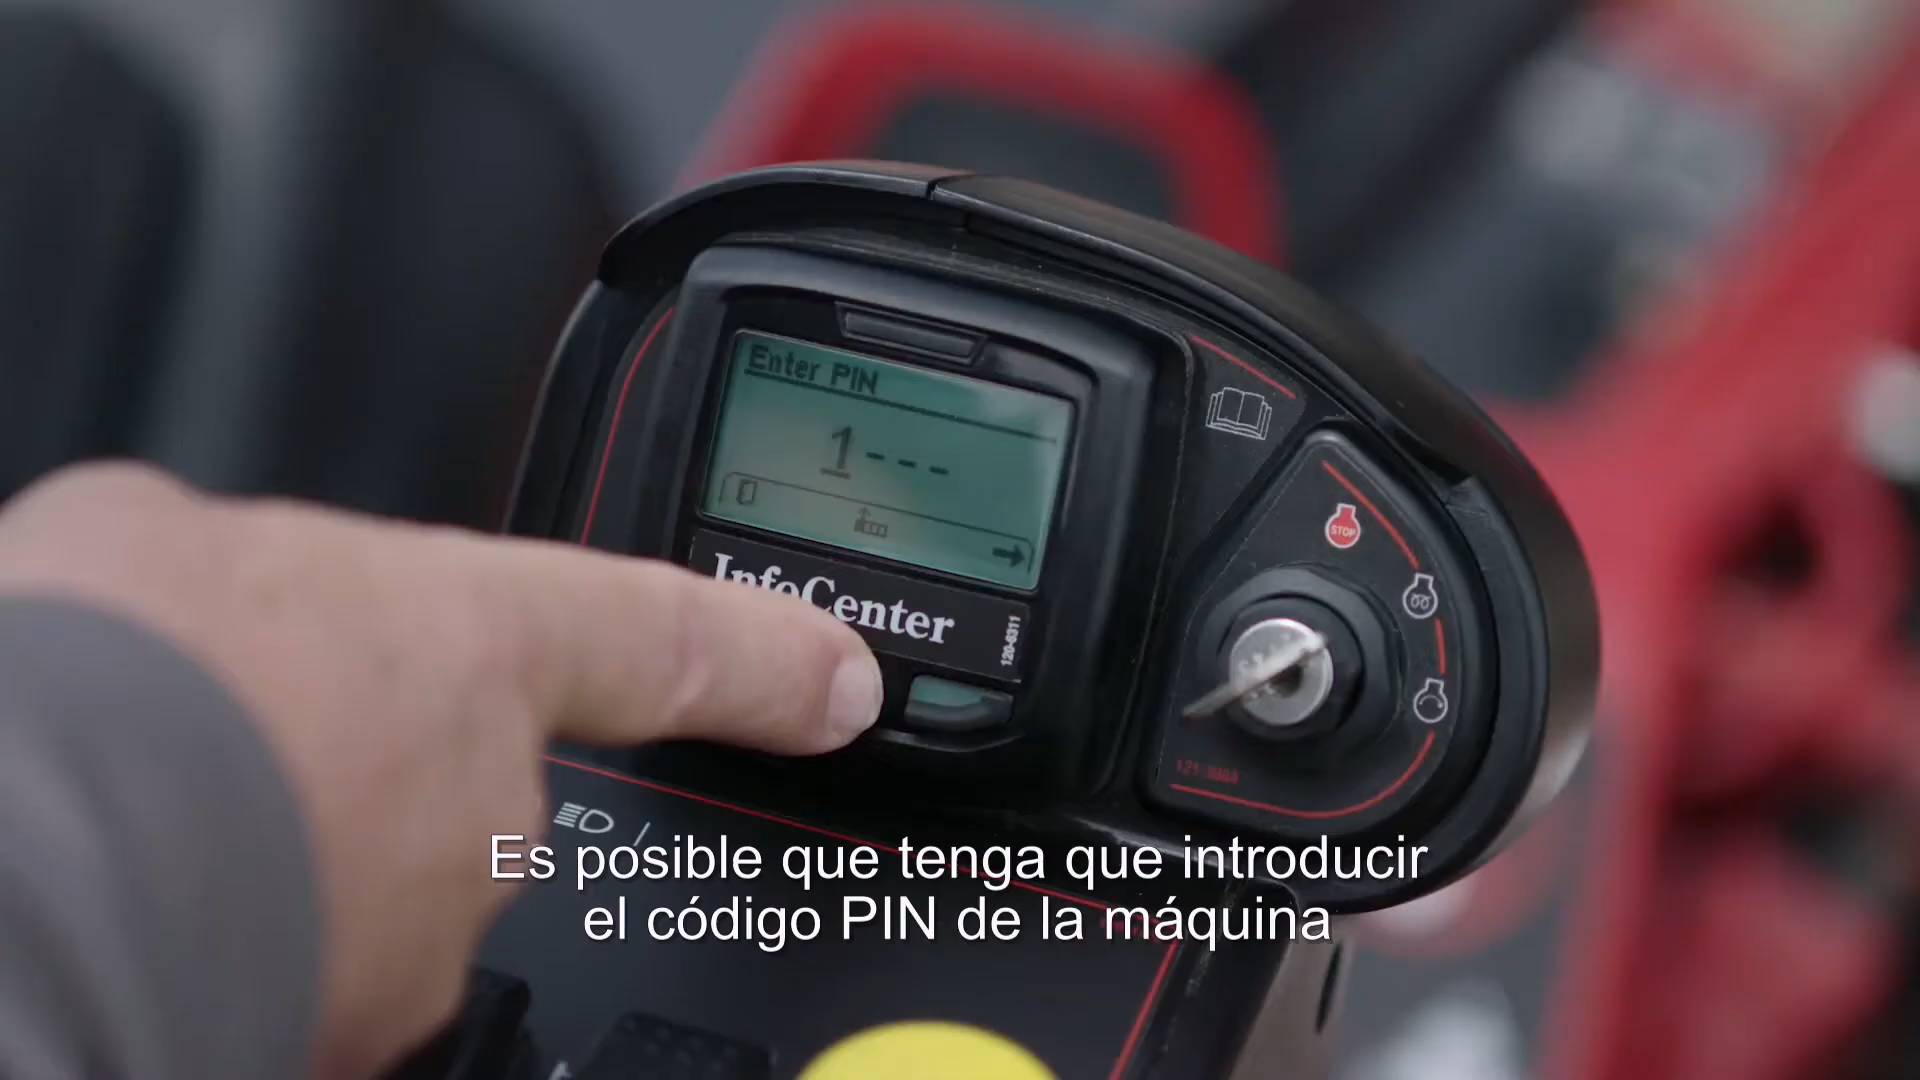 Enter PIN
1---
InfoCenter
120-6311
STOP
Es posible que tenga que introducir
el código PIN de la máquina